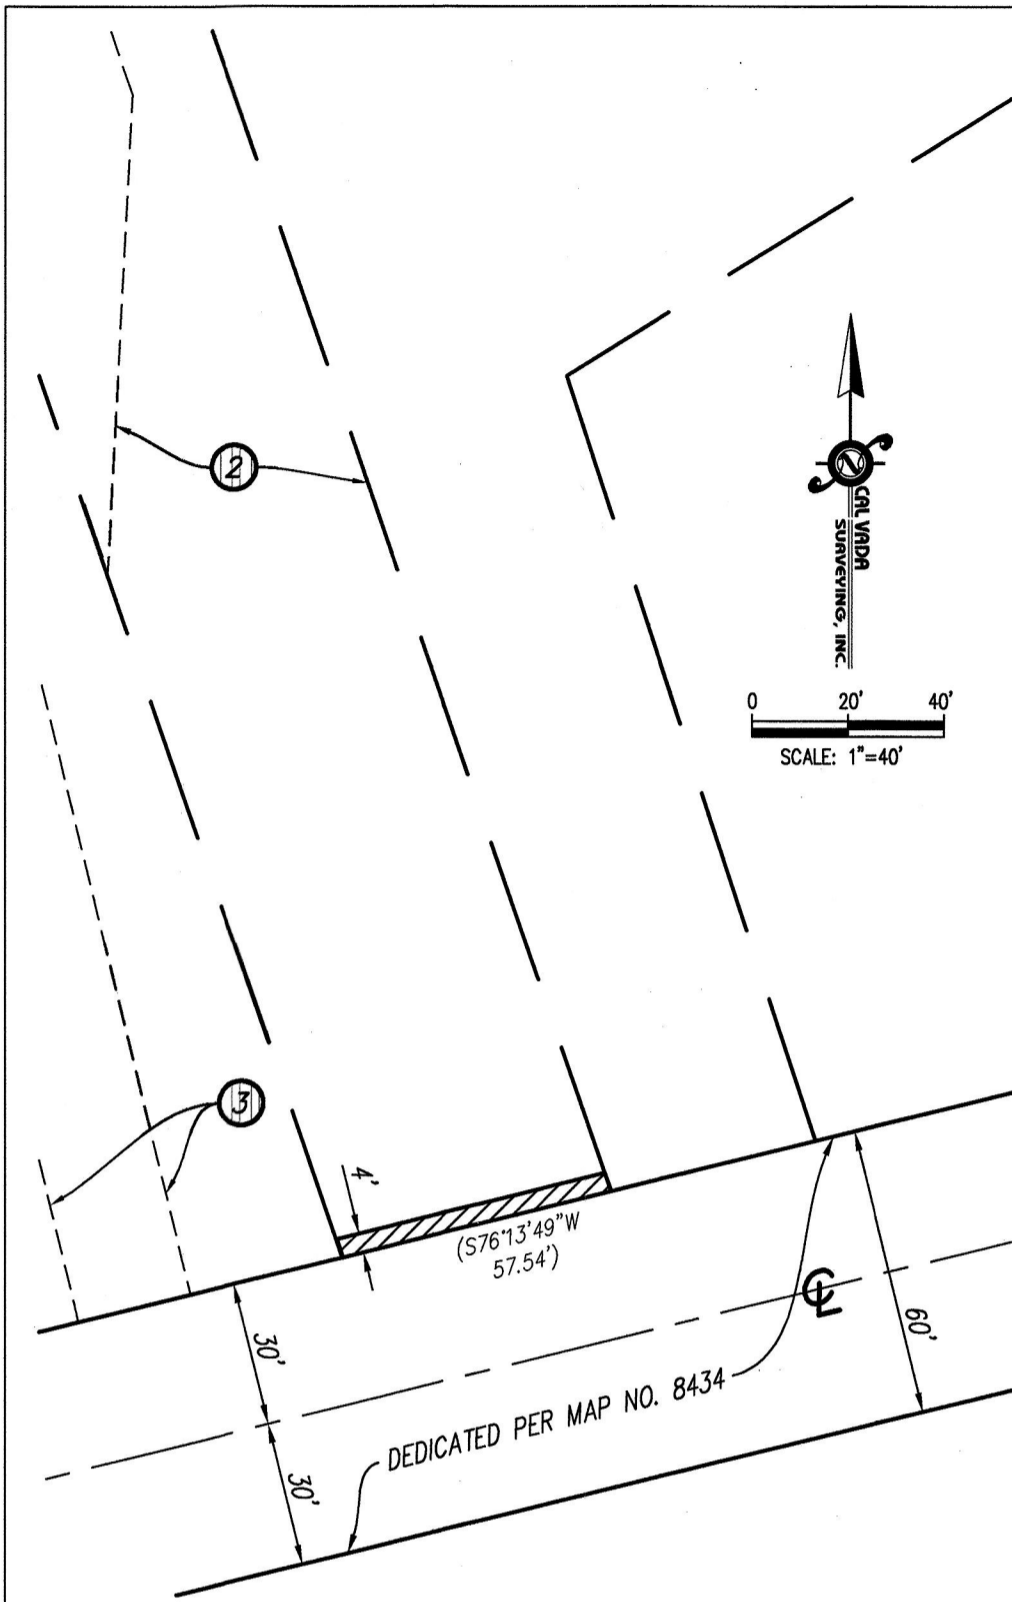 2
CAL VADA
SURVEYING, INC.
0 20' 40'
SCALE: 1"=40'
3
4'
(S76°13'49"W
57.54')
CL
60'
30'
DEDICATED PER MAP NO. 8434
30'